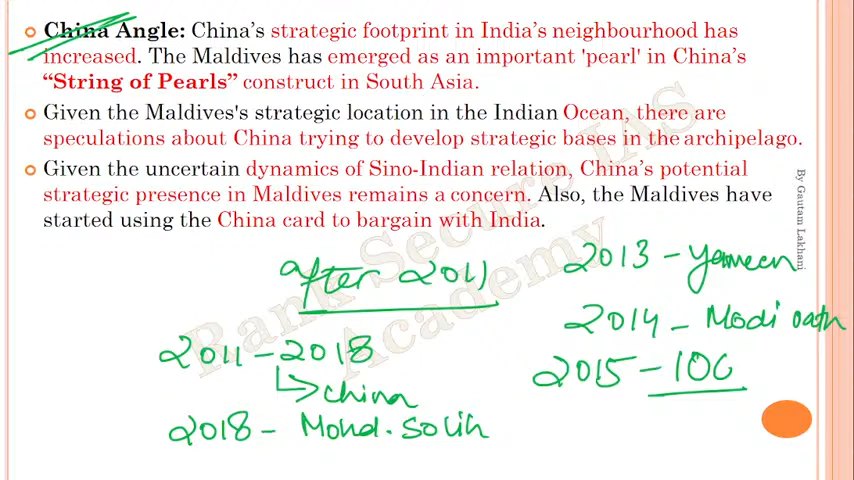 China Angle: China's strategic footprint in India's neighbourhood has
increased. The Maldives has emerged as an important 'pearl' in China's
“String of Pearls” construct in South Asia.
Given the Maldives's strategic location in the Indian Ocean, there are
speculations about China trying to develop strategic bases in the archipelago.
Given the uncertain dynamics of Sino-Indian relation, China's potential
strategic presence in Maldives remains a concern. Also, the Maldives have
started using the China card to bargain with India.
By Gautam Lakhani
Rank Secure IAS
Academy
after 2011
2013 - Yameen
2014 - Modi oath
2011 - 2018
China
2015 - 10C
2018 - Mohd. Solih